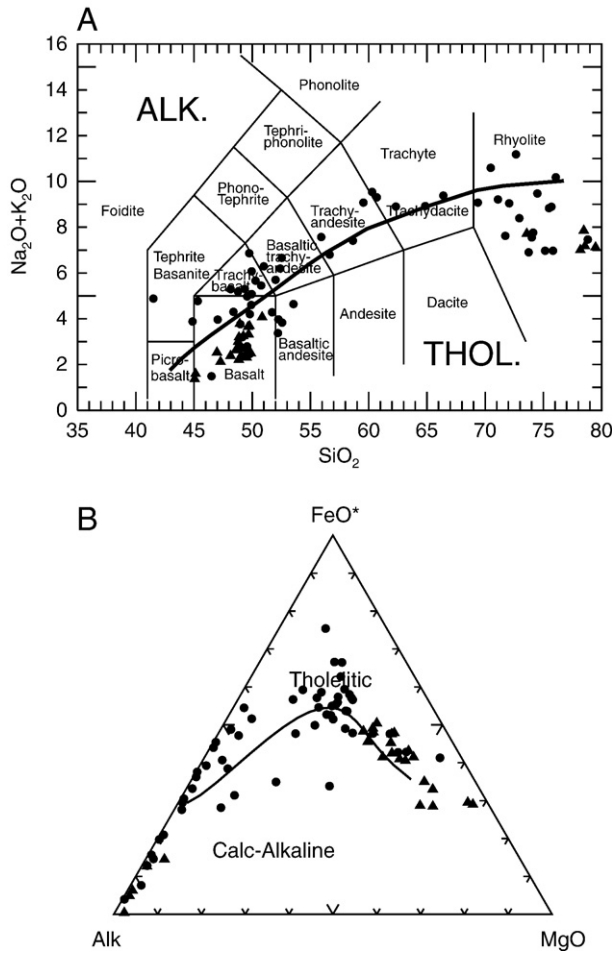 A
16
14
12
10
8
6
4
2
0
Na2O+K2O
ALK.
Phonolite
Tephri-
phonolite
Trachyte
Rhyolite
Phono-
Tephrite
Foidite
Trachy-
andesite
Trachydacite
Tephrite
Basanite
Basaltic
trachy-
andesite
Trachy-
basalt
Dacite
Andesite
THOL.
Picro-
basalt
Basalt
Basaltic
andesite
35 40 45 50 55 60 65 70 75 80
SiO2
B
FeO*
Tholeiitic
Calc-Alkaline
Alk
MgO